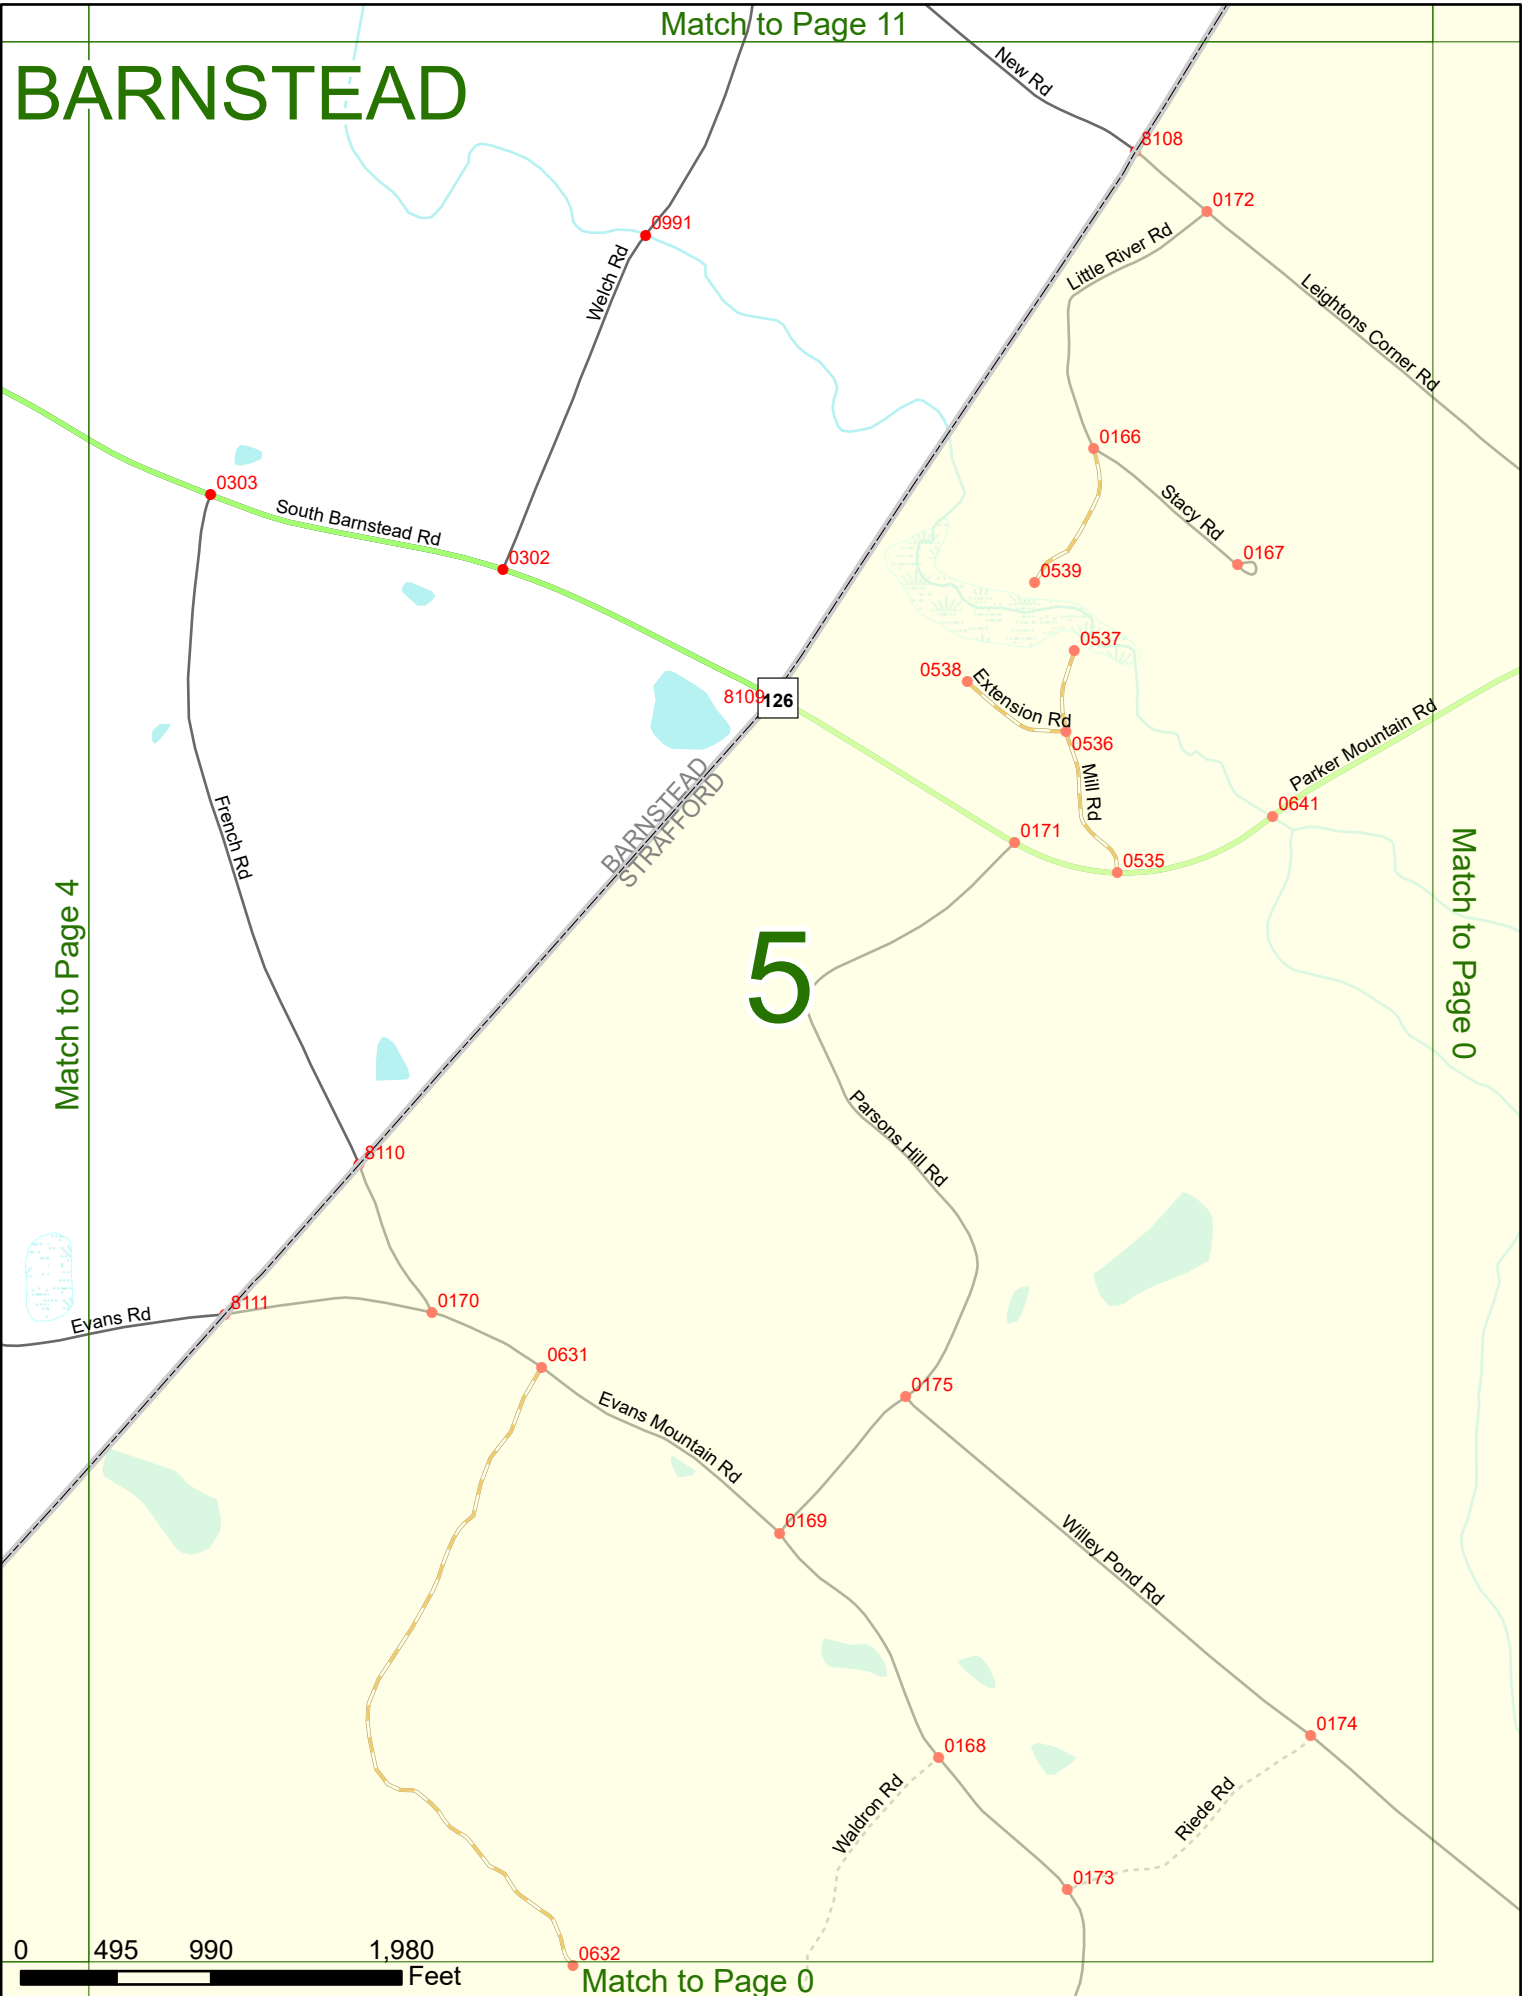 Match to Page 11
BARNSTEAD
New Rd
8108
0172
0991
Little River Rd
Welch Rd
Leightons Corner Rd
0166
0303
Stacy Rd
South Barnstead Rd
0302
0167
0539
0537
0538
Extension Rd
8109
126
0536
Parker Mountain Rd
Mill Rd
BARNSTEAD
STRAFFORD
0641
French Rd
0171
0535
Match to Page 4
Match to Page 0
5
Parsons Hill Rd
8110
8111
Evans Rd
0170
0631
0175
Evans Mountain Rd
0169
Willey Pond Rd
0174
0168
Waldron Rd
Riede Rd
0173
0 495 990 1,980
Feet
0632
Match to Page 0